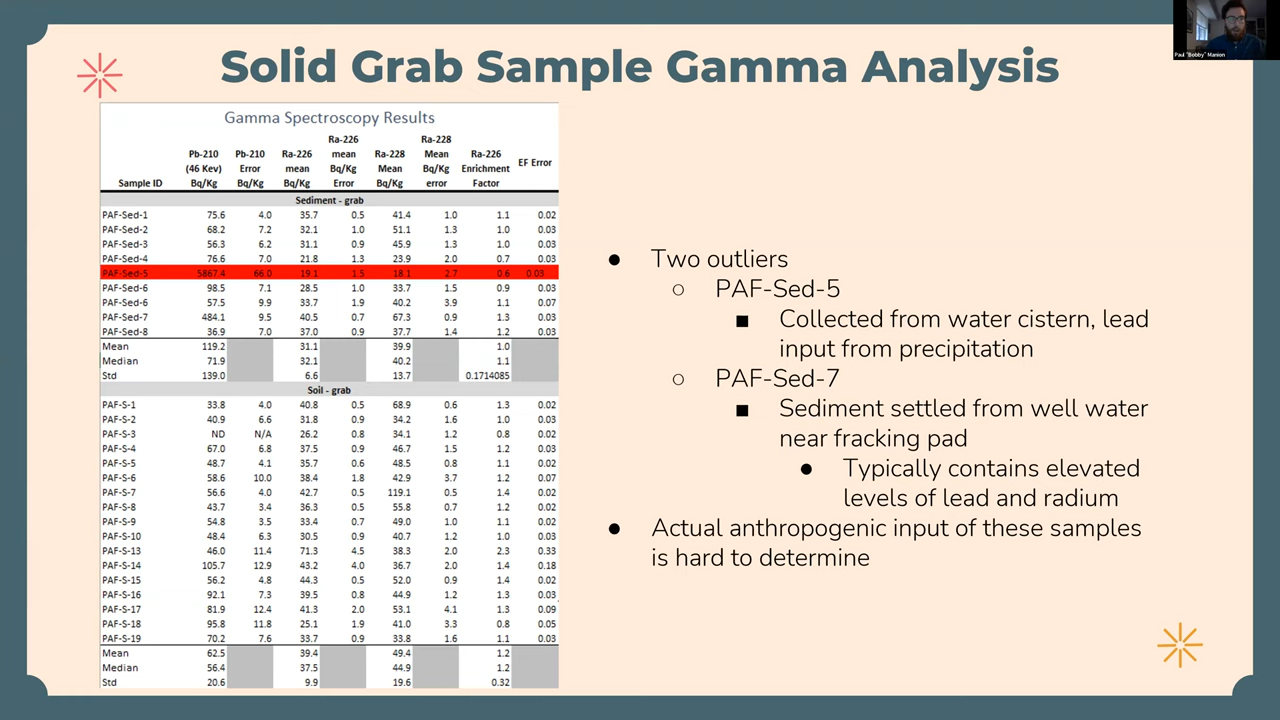 Solid Grab Sample Gamma Analysis
Paul "Bobby" Manion
Gamma Spectroscopy Results
Sample ID Pb-210 (46 Kev) Bq/Kg Pb-210 Error Bq/Kg Ra-226 mean Bq/Kg Ra-226 mean Bq/Kg Error Ra-228 Mean Bq/Kg Ra-228 Mean Bq/Kg error Ra-226 Enrichment Factor EF Error
Sediment - grab
PAF-Sed-1 75.6 4.0 35.7 0.5 41.4 1.0 1.1 0.02
PAF-Sed-2 68.2 7.2 32.1 1.0 51.1 1.3 1.0 0.03
PAF-Sed-3 56.3 6.2 31.1 0.9 45.9 1.3 1.0 0.03
PAF-Sed-4 76.6 7.0 21.8 1.3 23.9 2.0 0.7 0.03
PAF-Sed-5 5867.4 66.0 19.1 1.5 18.1 2.7 0.6 0.03
PAF-Sed-6 98.5 7.1 28.5 1.0 33.7 1.5 0.9 0.03
PAF-Sed-6 57.5 9.9 33.7 1.9 40.2 3.9 1.1 0.07
PAF-Sed-7 484.1 9.5 40.5 0.7 67.3 0.9 1.3 0.03
PAF-Sed-8 36.9 7.0 37.0 0.9 37.7 1.4 1.2 0.03
Mean 119.2 31.1 39.9 1.0
Median 71.9 32.1 40.2 1.1
Std 139.0 6.6 13.7 0.1714085
Soil - grab
PAF-S-1 33.8 4.0 40.8 0.5 68.9 0.6 1.3 0.02
PAF-S-2 40.9 6.6 31.8 0.9 34.2 1.6 1.0 0.03
PAF-S-3 ND N/A 26.2 0.8 34.1 1.2 0.8 0.02
PAF-S-4 67.0 6.8 37.5 0.9 46.7 1.5 1.2 0.03
PAF-S-5 48.7 4.1 35.7 0.6 48.5 0.8 1.1 0.02
PAF-S-6 58.6 10.0 38.4 1.8 42.9 3.7 1.2 0.07
PAF-S-7 56.6 4.0 42.7 0.5 119.1 0.5 1.4 0.02
PAF-S-8 43.7 3.4 36.3 0.5 55.8 0.7 1.2 0.02
PAF-S-9 54.8 3.5 33.4 0.7 49.0 1.0 1.1 0.02
PAF-S-10 48.4 6.3 30.5 0.9 40.7 1.2 1.0 0.03
PAF-S-13 46.0 11.4 71.3 4.5 38.3 2.0 2.3 0.33
PAF-S-14 105.7 12.9 43.2 4.0 36.7 2.0 1.4 0.18
PAF-S-15 56.2 4.8 44.3 0.5 52.0 0.9 1.4 0.02
PAF-S-16 92.1 7.3 39.5 0.8 44.9 1.2 1.3 0.03
PAF-S-17 81.9 12.4 41.3 2.0 53.1 4.1 1.3 0.09
PAF-S-18 95.8 11.8 25.1 1.9 41.0 3.3 0.8 0.05
PAF-S-19 70.2 7.6 33.7 0.9 33.8 1.6 1.1 0.03
Mean 62.5 39.4 49.4 1.2
Median 56.4 37.5 44.9 1.2
Std 20.6 9.9 19.6 0.32
● Two outliers
○ PAF-Sed-5
■ Collected from water cistern, lead
input from precipitation
○ PAF-Sed-7
■ Sediment settled from well water
near fracking pad
● Typically contains elevated
levels of lead and radium
● Actual anthropogenic input of these samples
is hard to determine